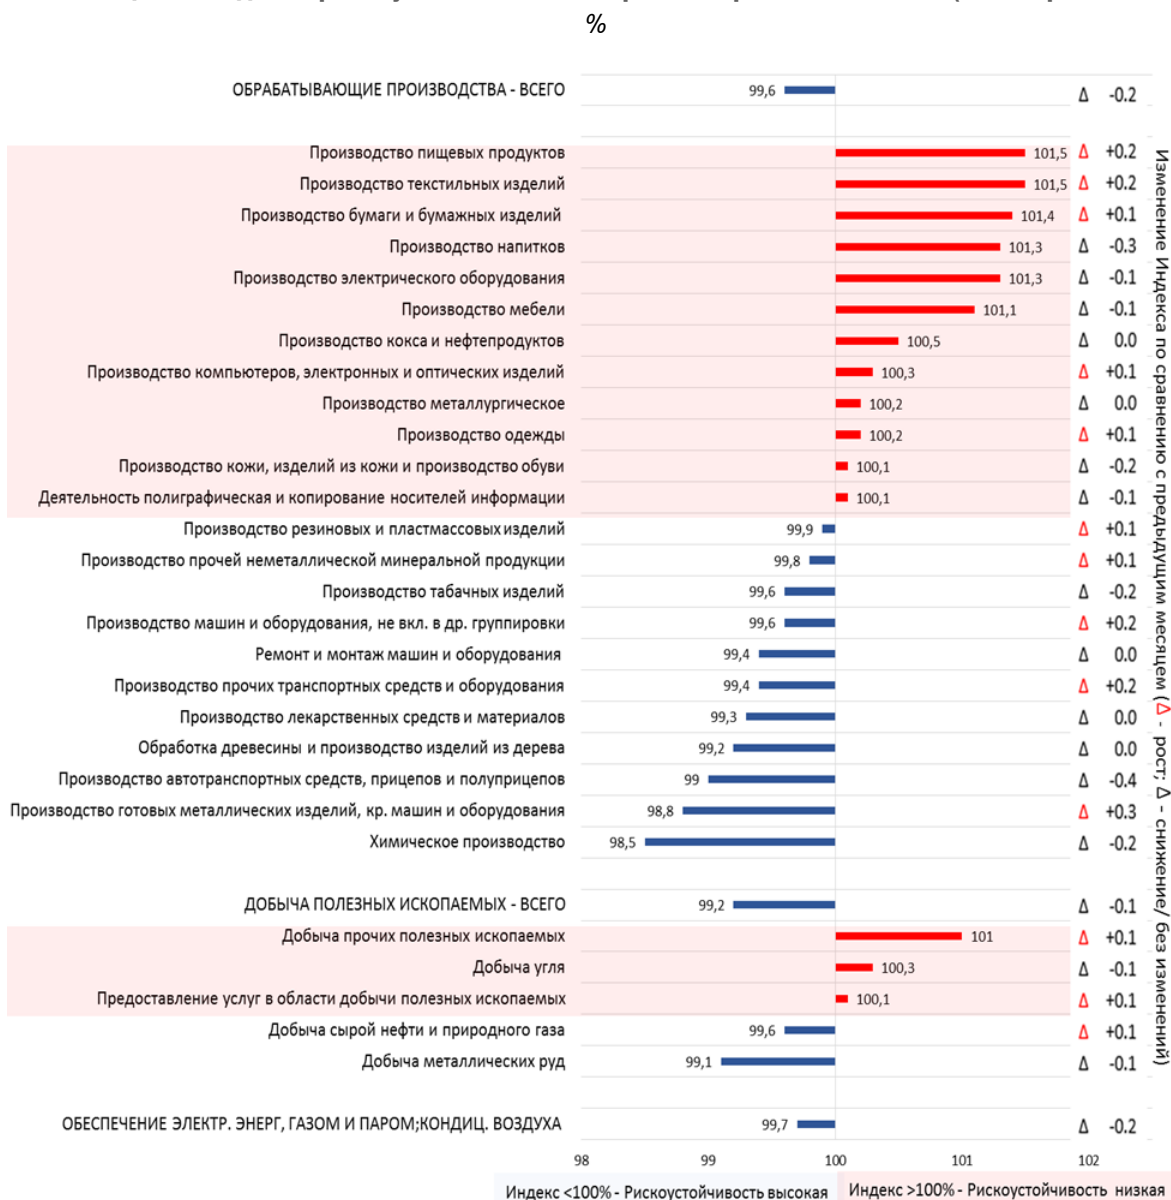 %
ОБРАБАТЫВАЮЩИЕ ПРОИЗВОДСТВА - ВСЕГО 99,6 Δ -0.2
Производство пищевых продуктов 101,5 Δ +0.2
Производство текстильных изделий 101,5 Δ +0.2
Производство бумаги и бумажных изделий 101,4 Δ +0.1
Производство напитков 101,3 Δ -0.3
Производство электрического оборудования 101,3 Δ -0.1
Производство мебели 101,1 Δ -0.1
Производство кокса и нефтепродуктов 100,5 Δ 0.0
Производство компьютеров, электронных и оптических изделий 100,3 Δ +0.1
Производство металлургическое 100,2 Δ 0.0
Производство одежды 100,2 Δ +0.1
Производство кожи, изделий из кожи и производство обуви 100,1 Δ -0.2
Деятельность полиграфическая и копирование носителей информации 100,1 Δ -0.1
Производство резиновых и пластмассовых изделий 99,9 Δ +0.1
Производство прочей неметаллической минеральной продукции 99,8 Δ +0.1
Производство табачных изделий 99,6 Δ -0.2
Производство машин и оборудования, не вкл. в др. группировки 99,6 Δ +0.2
Ремонт и монтаж машин и оборудования 99,4 Δ 0.0
Производство прочих транспортных средств и оборудования 99,4 Δ +0.2
Производство лекарственных средств и материалов 99,3 Δ 0.0
Обработка древесины и производство изделий из дерева 99,2 Δ 0.0
Производство автотранспортных средств, прицепов и полуприцепов 99 Δ -0.4
Производство готовых металлических изделий, кр. машин и оборудования 98,8 Δ +0.3
Химическое производство 98,5 Δ -0.2
ДОБЫЧА ПОЛЕЗНЫХ ИСКОПАЕМЫХ - ВСЕГО 99,2 Δ -0.1
Добыча прочих полезных ископаемых 101 Δ +0.1
Добыча угля 100,3 Δ -0.1
Предоставление услуг в области добычи полезных ископаемых 100,1 Δ +0.1
Добыча сырой нефти и природного газа 99,6 Δ +0.1
Добыча металлических руд 99,1 Δ -0.1
ОБЕСПЕЧЕНИЕ ЭЛЕКТР. ЭНЕРГ, ГАЗОМ И ПАРОМ;КОНДИЦ. ВОЗДУХА 99,7 Δ -0.2
98 99 100 101 102
Индекс <100% - Рискоустойчивость высокая Индекс >100% - Рискоустойчивость низкая
Изменение Индекса по сравнению с предыдущим месяцем (Δ - рост; Δ - снижение/ без изменений)